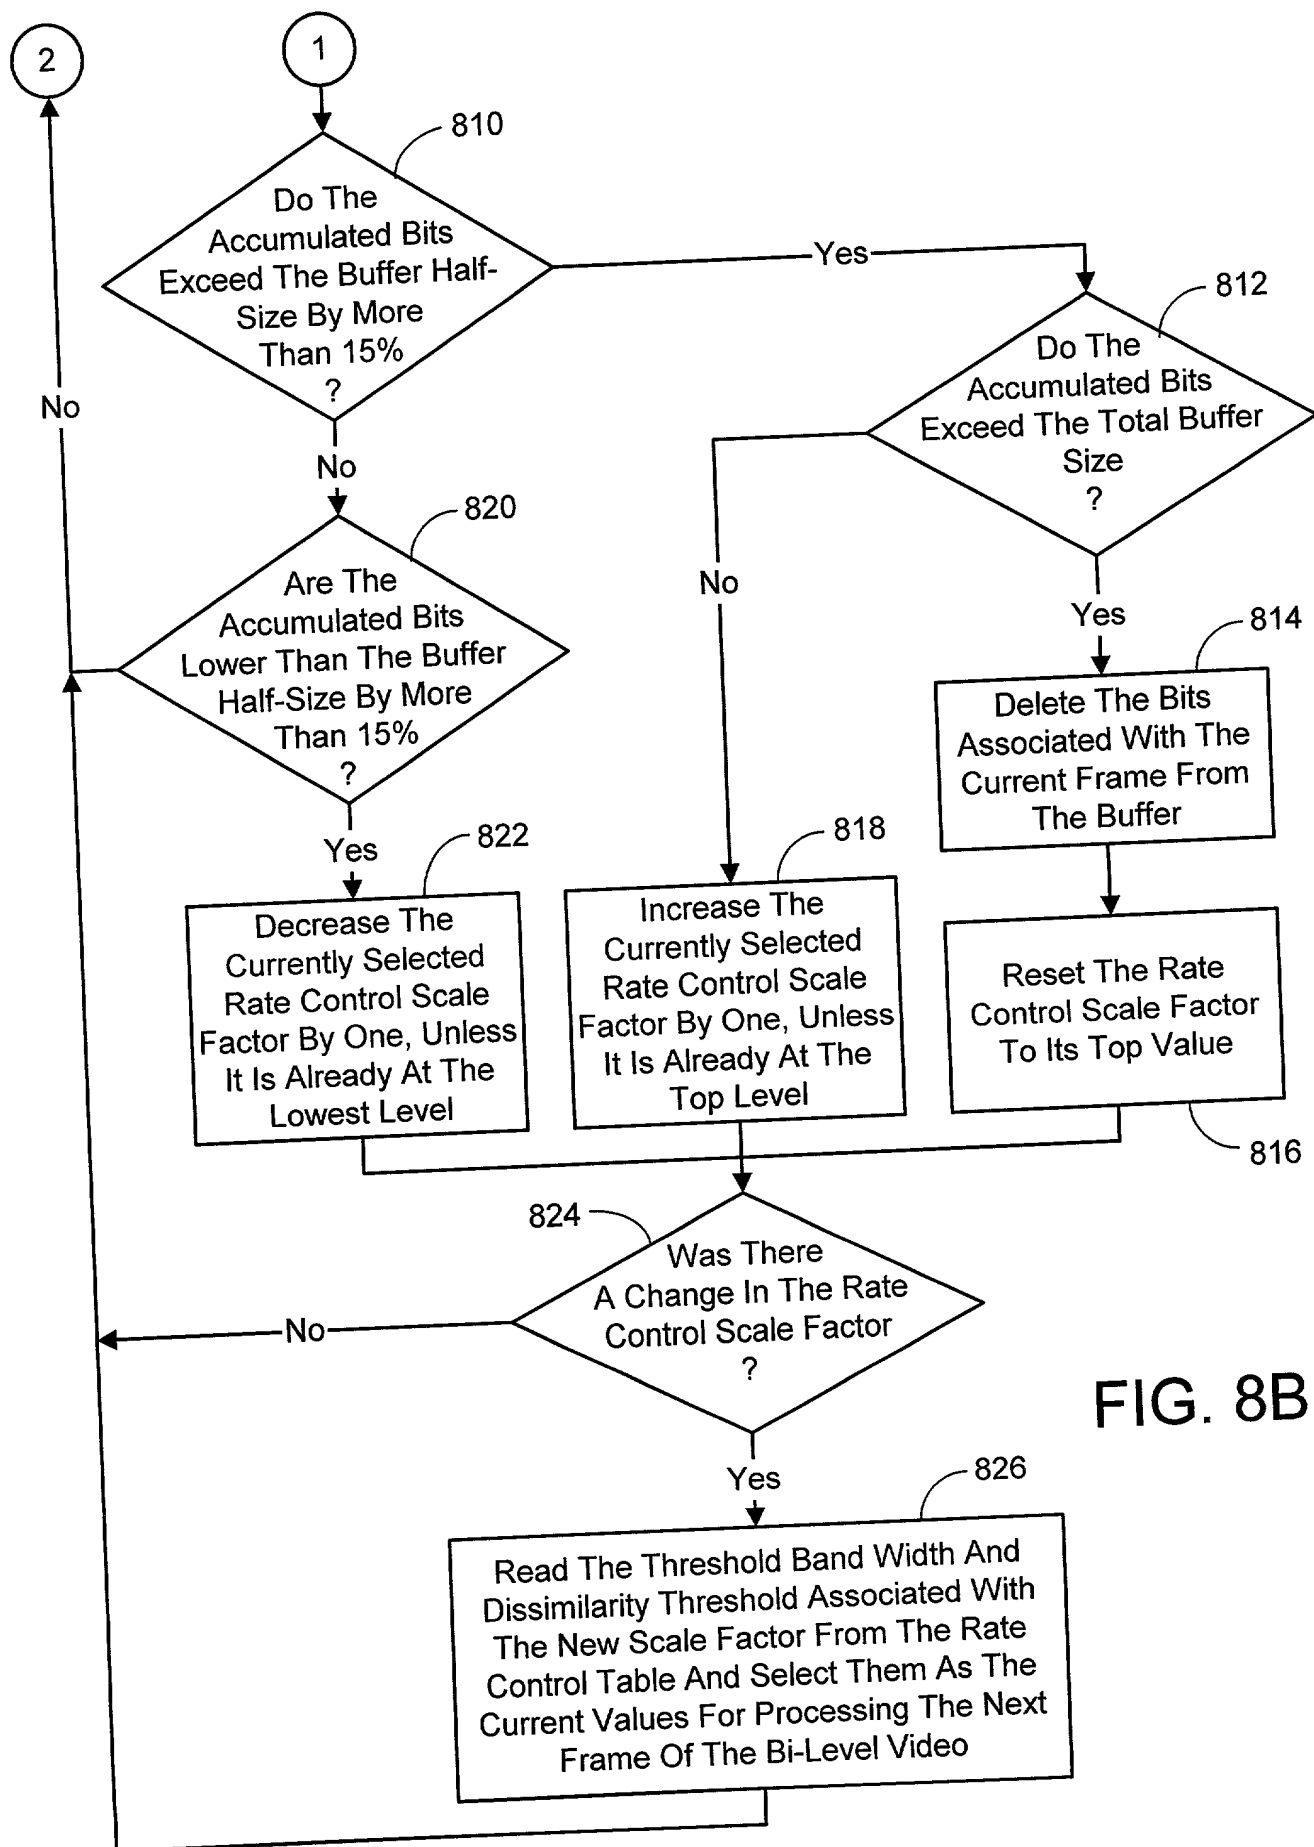 2
1
810
Do The
Accumulated Bits
Exceed The Buffer Half-
Size By More
Than 15%
?
Yes
812
Do The
Accumulated Bits
Exceed The Total Buffer
Size
?
No
No
820
Are The
Accumulated Bits
Lower Than The Buffer
Half-Size By More
Than 15%
?
No
Yes
814
Delete The Bits
Associated With The
Current Frame From
The Buffer
Yes
822
Decrease The
Currently Selected
Rate Control Scale
Factor By One, Unless
It Is Already At The
Lowest Level
818
Increase The
Currently Selected
Rate Control Scale
Factor By One, Unless
It Is Already At The
Top Level
Reset The Rate
Control Scale Factor
To Its Top Value
816
824
Was There
A Change In The Rate
Control Scale Factor
?
No
FIG. 8B
Yes
826
Read The Threshold Band Width And
Dissimilarity Threshold Associated With
The New Scale Factor From The Rate
Control Table And Select Them As The
Current Values For Processing The Next
Frame Of The Bi-Level Video